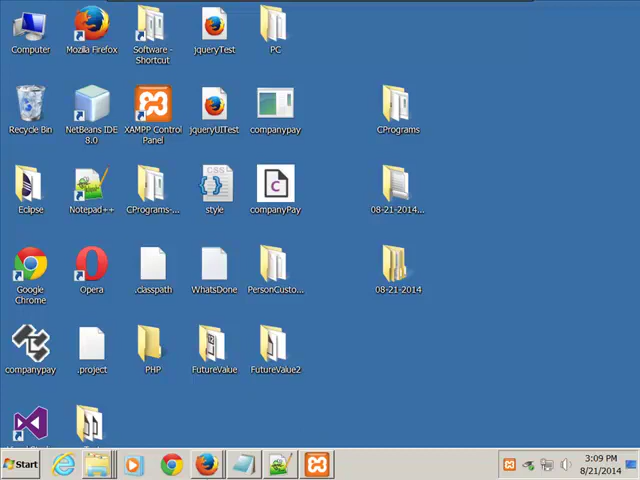 Computer
Mozilla Firefox
Software -
Shortcut
jqueryTest
PC
Recycle Bin
NetBeans IDE
8.0
XAMPP Control
Panel
jqueryUITest
companypay
CPrograms
Eclipse
Notepad++
CPrograms-...
CSS
style
companyPay
08-21-2014...
Google
Chrome
Opera
.classpath
WhatsDone
PersonCusto...
08-21-2014
companypay
.project
PHP
FutureValue
FutureValue2
Start
3:09 PM
8/21/2014